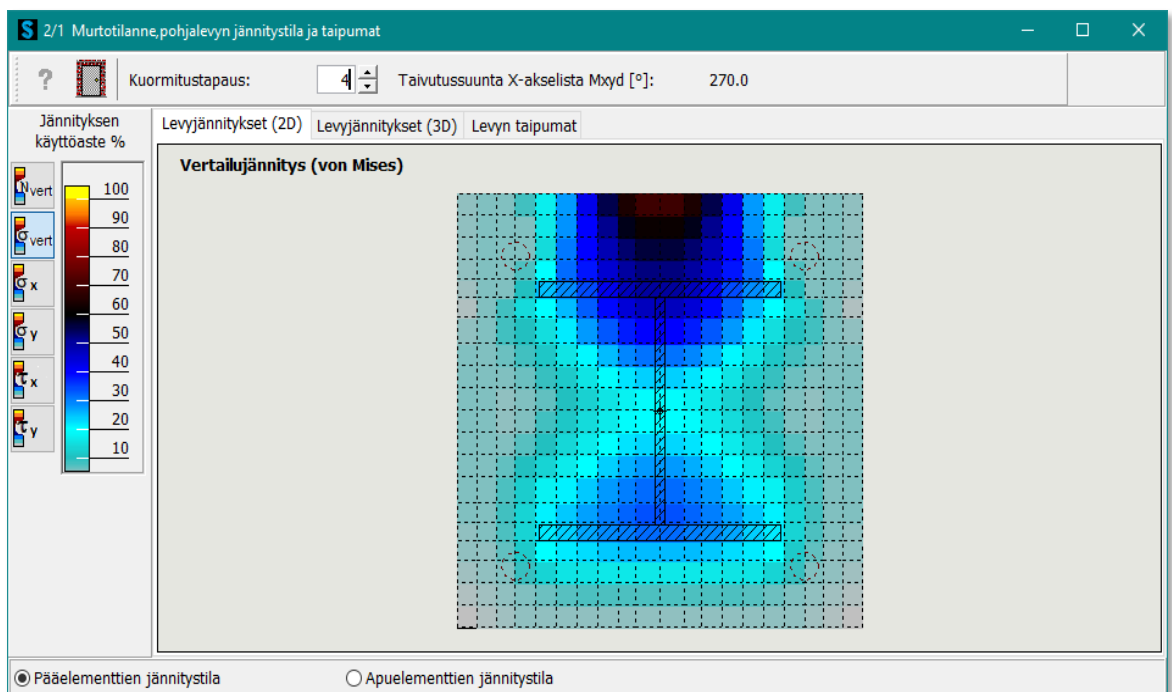 2/1 Murtotilanne,pohjalevyn jännitystila ja taipumat
Kuormitustapaus: 4 Taivutussuunta X-akselista Mxyd [°]: 270.0
Jännityksen
käyttöaste %
Levyjännitykset (2D) Levyjännitykset (3D) Levyn taipumat
Vertailujännitys (von Mises)
N vert
σ vert
σ x
σ y
τ x
τ y
100
90
80
70
60
50
40
30
20
10
Pääelementtien jännitystila Apuelementtien jännitystila